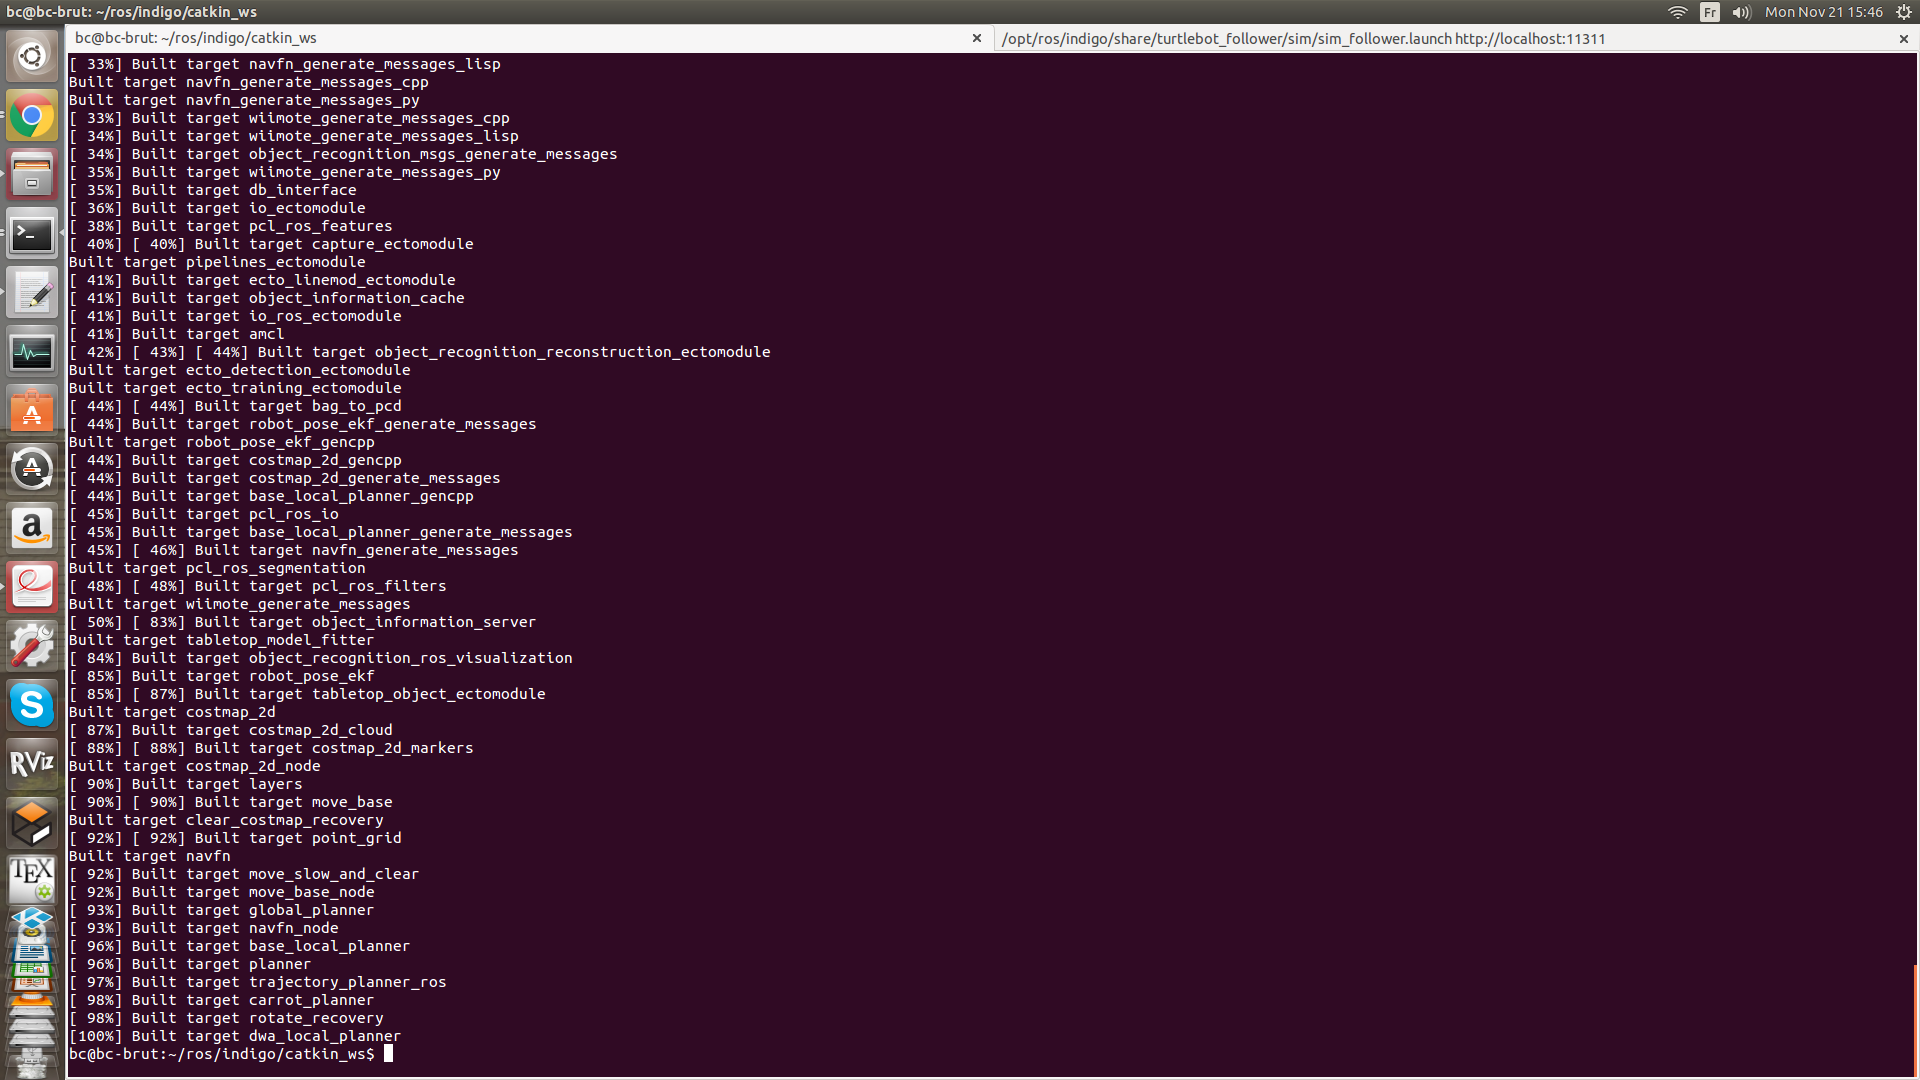 bc@bc-brut: ~/ros/indigo/catkin_ws
Fr
Mon Nov 21 15:46
bc@bc-brut: ~/ros/indigo/catkin_ws
/opt/ros/indigo/share/turtlebot_follower/sim/sim_follower.launch http://localhost:11311
[ 33%] Built target navfn_generate_messages_lisp
Built target navfn_generate_messages_cpp
Built target navfn_generate_messages_py
[ 33%] Built target wiimote_generate_messages_cpp
[ 34%] Built target wiimote_generate_messages_lisp
[ 34%] Built target object_recognition_msgs_generate_messages
[ 35%] Built target wiimote_generate_messages_py
[ 35%] Built target db_interface
[ 36%] Built target io_ectomodule
[ 38%] Built target pcl_ros_features
[ 40%] [ 40%] Built target capture_ectomodule
Built target pipelines_ectomodule
[ 41%] Built target ecto_linemod_ectomodule
[ 41%] Built target object_information_cache
[ 41%] Built target io_ros_ectomodule
[ 41%] Built target amcl
[ 42%] [ 43%] [ 44%] Built target object_recognition_reconstruction_ectomodule
Built target ecto_detection_ectomodule
Built target ecto_training_ectomodule
[ 44%] [ 44%] Built target bag_to_pcd
[ 44%] Built target robot_pose_ekf_generate_messages
Built target robot_pose_ekf_gencpp
[ 44%] Built target costmap_2d_gencpp
[ 44%] Built target costmap_2d_generate_messages
[ 44%] Built target base_local_planner_gencpp
[ 45%] Built target pcl_ros_io
[ 45%] Built target base_local_planner_generate_messages
[ 45%] [ 46%] Built target navfn_generate_messages
Built target pcl_ros_segmentation
[ 48%] [ 48%] Built target pcl_ros_filters
Built target wiimote_generate_messages
[ 50%] [ 83%] Built target object_information_server
Built target tabletop_model_fitter
[ 84%] Built target object_recognition_ros_visualization
[ 85%] Built target robot_pose_ekf
[ 85%] [ 87%] Built target tabletop_object_ectomodule
Built target costmap_2d
[ 87%] Built target costmap_2d_cloud
[ 88%] [ 88%] Built target costmap_2d_markers
Built target costmap_2d_node
[ 90%] Built target layers
[ 90%] [ 90%] Built target move_base
Built target clear_costmap_recovery
[ 92%] [ 92%] Built target point_grid
Built target navfn
[ 92%] Built target move_slow_and_clear
[ 92%] Built target move_base_node
[ 93%] Built target global_planner
[ 93%] Built target navfn_node
[ 96%] Built target base_local_planner
[ 96%] Built target planner
[ 97%] Built target trajectory_planner_ros
[ 98%] Built target carrot_planner
[ 98%] Built target rotate_recovery
[100%] Built target dwa_local_planner
bc@bc-brut:~/ros/indigo/catkin_ws$
a
S
RViz
TEX